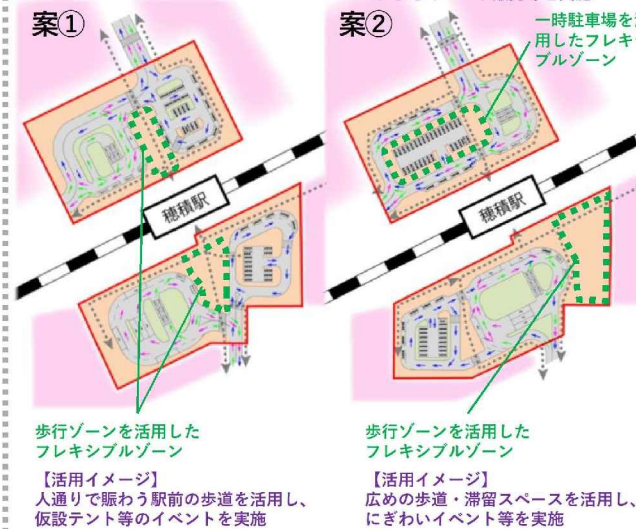 案①
案②
一時駐車場を
用したフレキ
ブルゾーン
穂積駅
穂積駅
歩行ゾーンを活用した
フレキシブルゾーン
【活用イメージ】
人通りで賑わう駅前の歩道を活用し、
仮設テント等のイベントを実施
歩行ゾーンを活用した
フレキシブルゾーン
【活用イメージ】
広めの歩道・滞留スペースを活用し、
にぎわいイベント等を実施